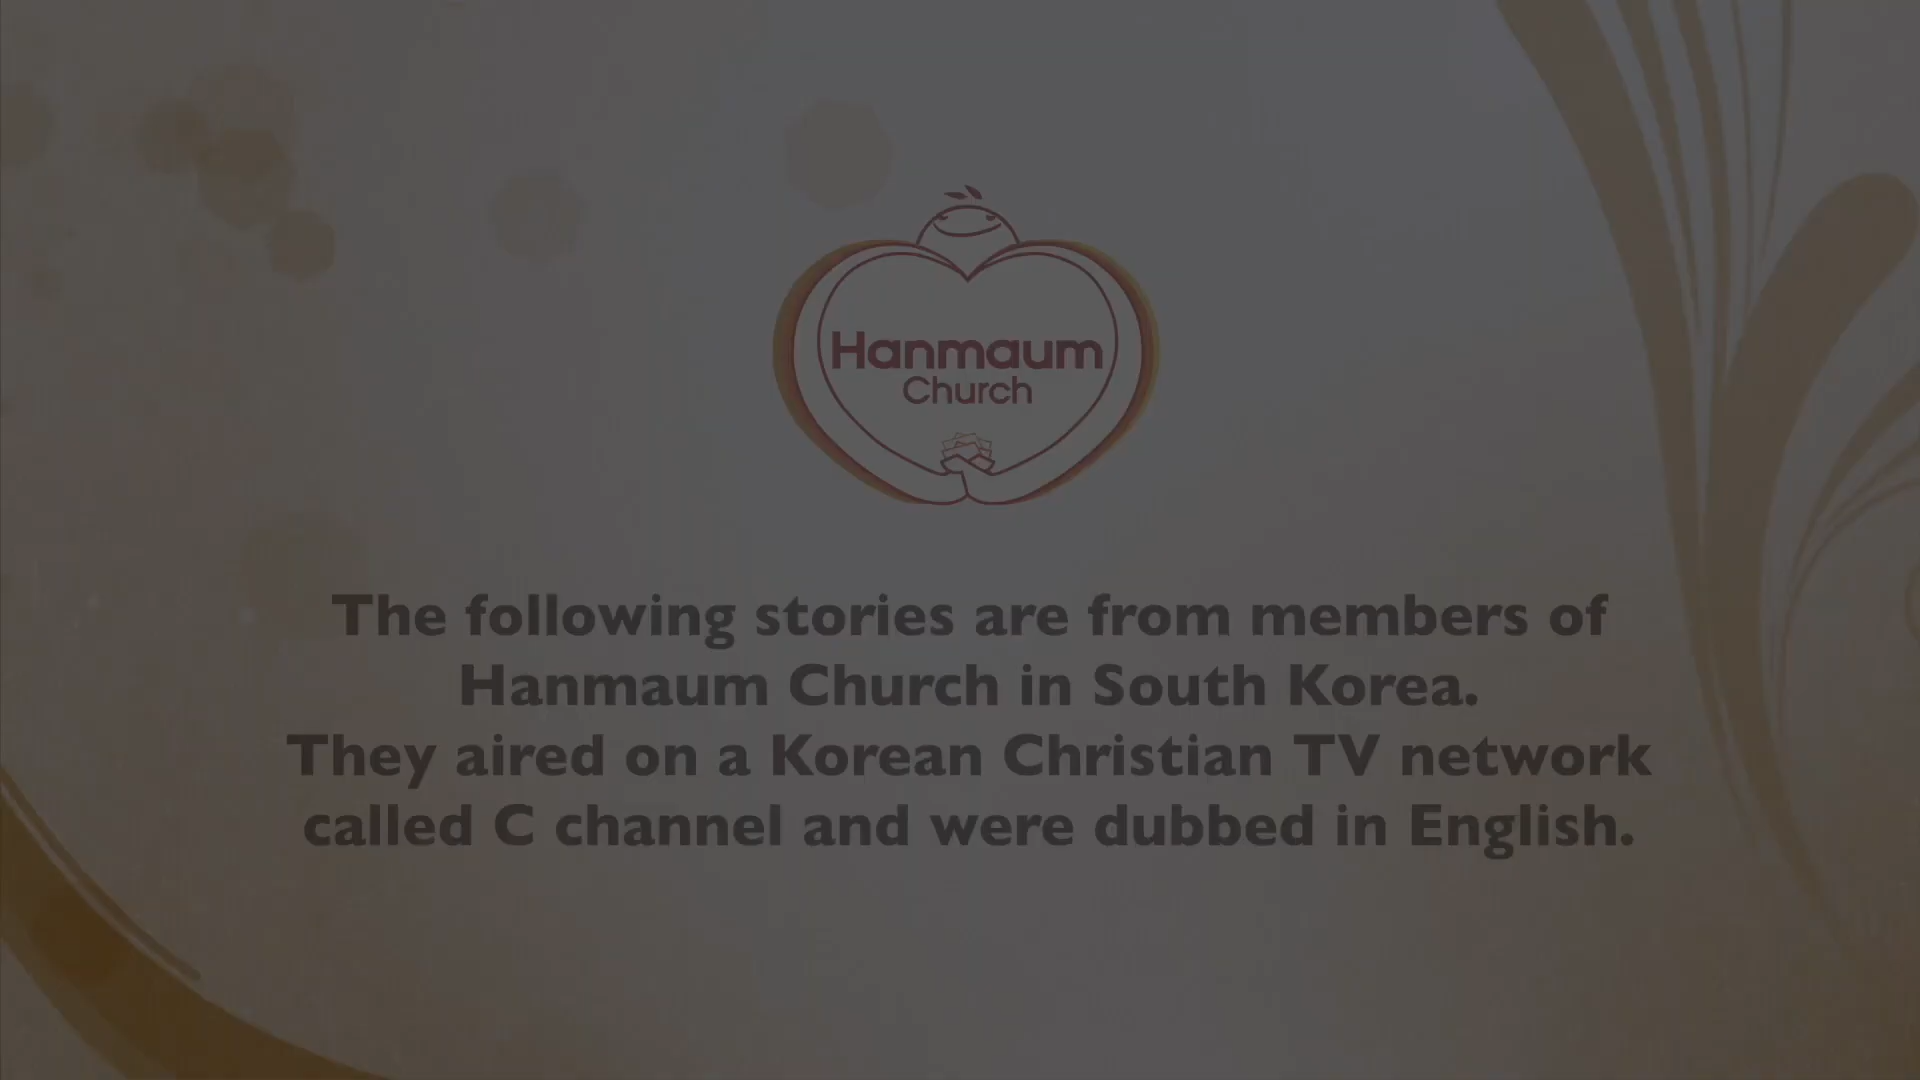 Hanmaum
Church
The following stories are from members of
Hanmaum Church in South Korea.
They aired on a Korean Christian TV network
called C channel and were dubbed in English.